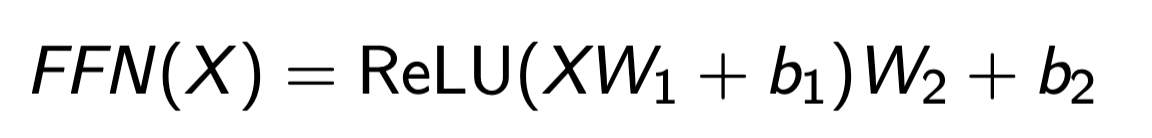 FFN(X) = ReLU(XW₁ + b₁)W₂ + b₂